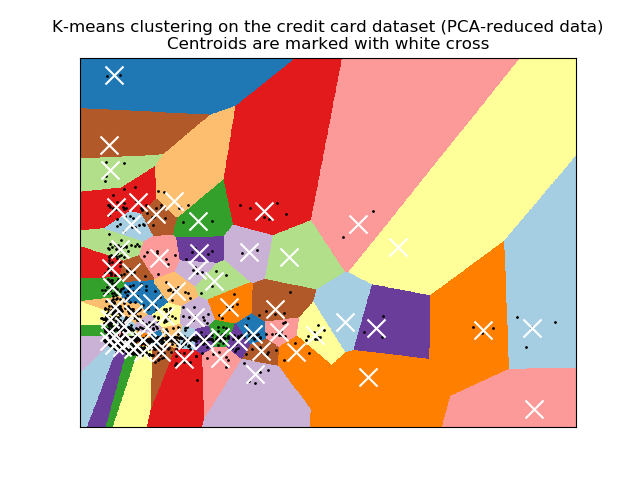 K-means clustering on the credit card dataset (PCA-reduced data)
Centroids are marked with white cross